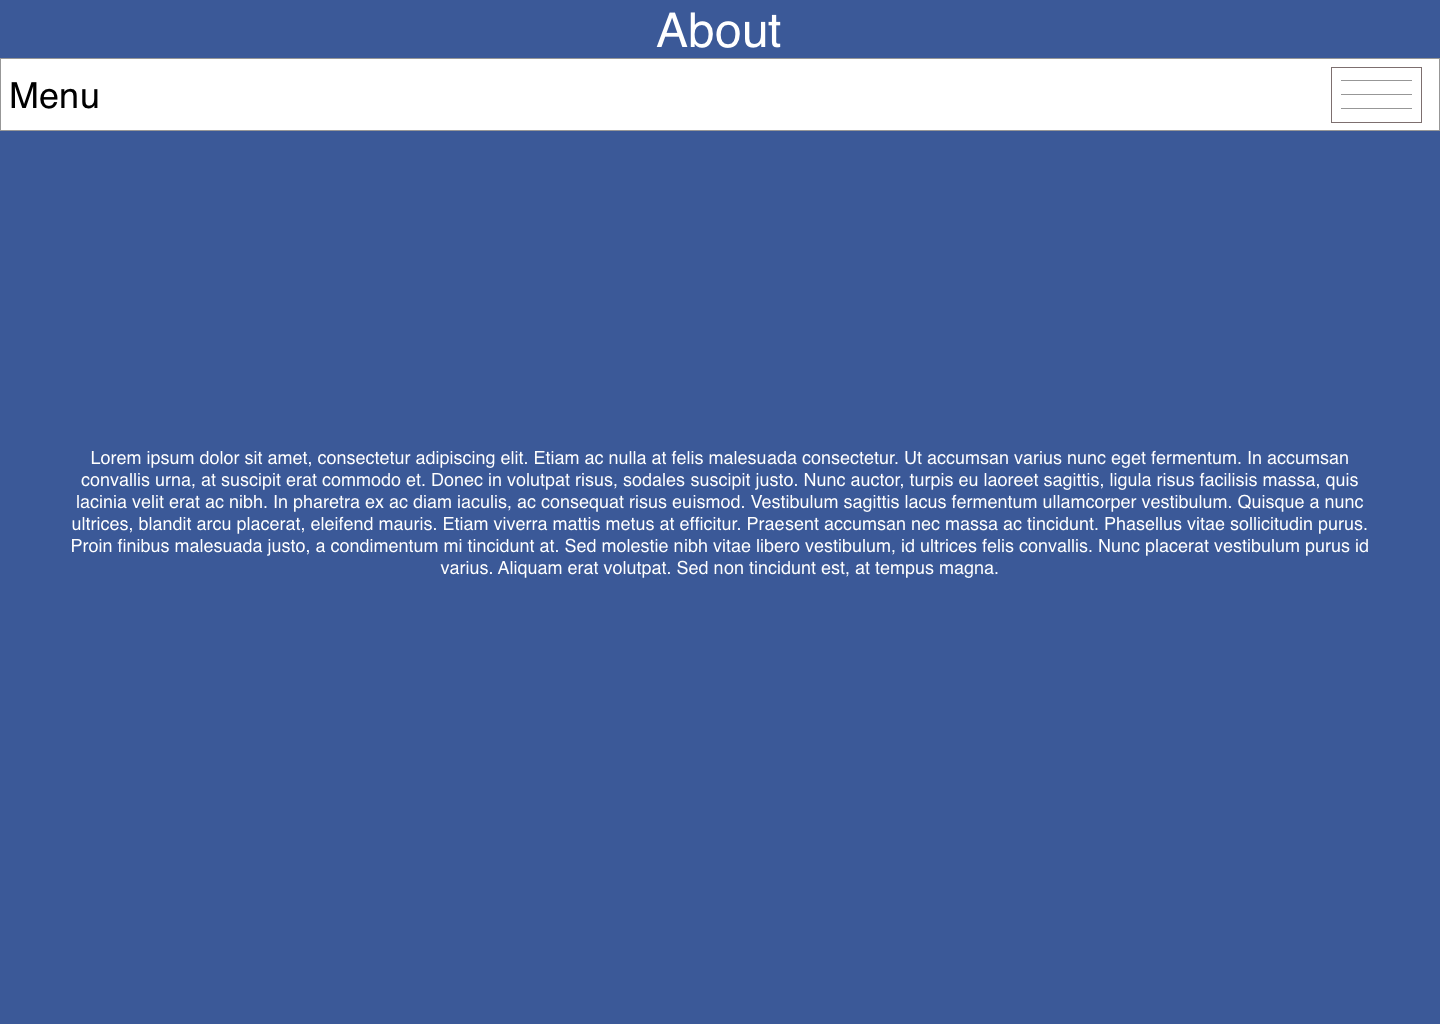 About
Menu
Lorem ipsum dolor sit amet, consectetur adipiscing elit. Etiam ac nulla at felis malesuada consectetur. Ut accumsan varius nunc eget fermentum. In accumsan
convallis urna, at suscipit erat commodo et. Donec in volutpat risus, sodales suscipit justo. Nunc auctor, turpis eu laoreet sagittis, ligula risus facilisis massa, quis
lacinia velit erat ac nibh. In pharetra ex ac diam iaculis, ac consequat risus euismod. Vestibulum sagittis lacus fermentum ullamcorper vestibulum. Quisque a nunc
ultrices, blandit arcu placerat, eleifend mauris. Etiam viverra mattis metus at efficitur. Praesent accumsan nec massa ac tincidunt. Phasellus vitae sollicitudin purus.
Proin finibus malesuada justo, a condimentum mi tincidunt at. Sed molestie nibh vitae libero vestibulum, id ultrices felis convallis. Nunc placerat vestibulum purus id
varius. Aliquam erat volutpat. Sed non tincidunt est, at tempus magna.